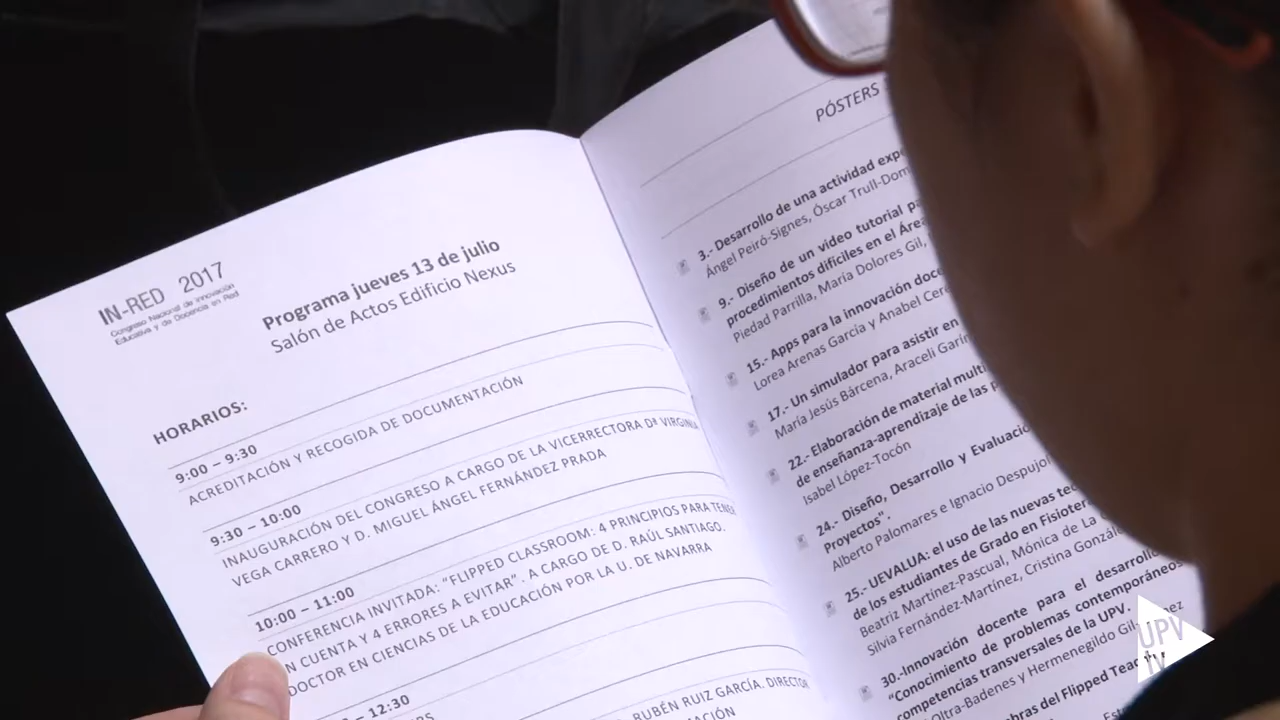 IN-RED 2017
Congreso Nacional de Innovación
Educativa y de Docencia en Red
Programa jueves 13 de julio
Salón de Actos Edificio Nexus
HORARIOS:
9:00 – 9:30
ACREDITACIÓN Y RECOGIDA DE DOCUMENTACIÓN
9:30 – 10:00
INAUGURACIÓN DEL CONGRESO A CARGO DE LA VICERRECTORA Dª VIRGINIA
VEGA CARRERO Y D. MIGUEL ÁNGEL FERNÁNDEZ PRADA
10:00 – 11:00
CONFERENCIA INVITADA: "FLIPPED CLASSROOM: 4 PRINCIPIOS PARA TENER
EN CUENTA Y 4 ERRORES A EVITAR" . A CARGO DE D. RAÚL SANTIAGO.
DOCTOR EN CIENCIAS DE LA EDUCACIÓN POR LA U. DE NAVARRA
– 12:30
RUBÉN RUIZ GARCÍA. DIRECTOR
PÓSTERS
3.- Desarrollo de una actividad
Ángel Peiró-Signes, Óscar
9.- Diseño de un video tutorial
procedimientos difíciles en el
Piedad Parrilla, María Dolores Gil,
15.- Apps para la innovación
Lorea Arenas García y Anabel
17.- Un simulador para asistir en
María Jesús Bárcena, Araceli
22.- Elaboración de material
de enseñanza-aprendizaje de las
Isabel López-Tocón
24.- Diseño, Desarrollo y
Proyectos".
Alberto Palomares e Ignacio
25.- UEVALUA: el uso de las nuevas
de los estudiantes de Grado en
Beatriz Martínez-Pascual, Mónica de La
Silvia Fernández-Martínez, Cristina
30.-Innovación docente para el desarrollo
"Conocimiento de problemas contemporáneos
competencias transversales de la UPV.
Oltra-Badenes y Hermenegildo
del Flipped
UPV
tv